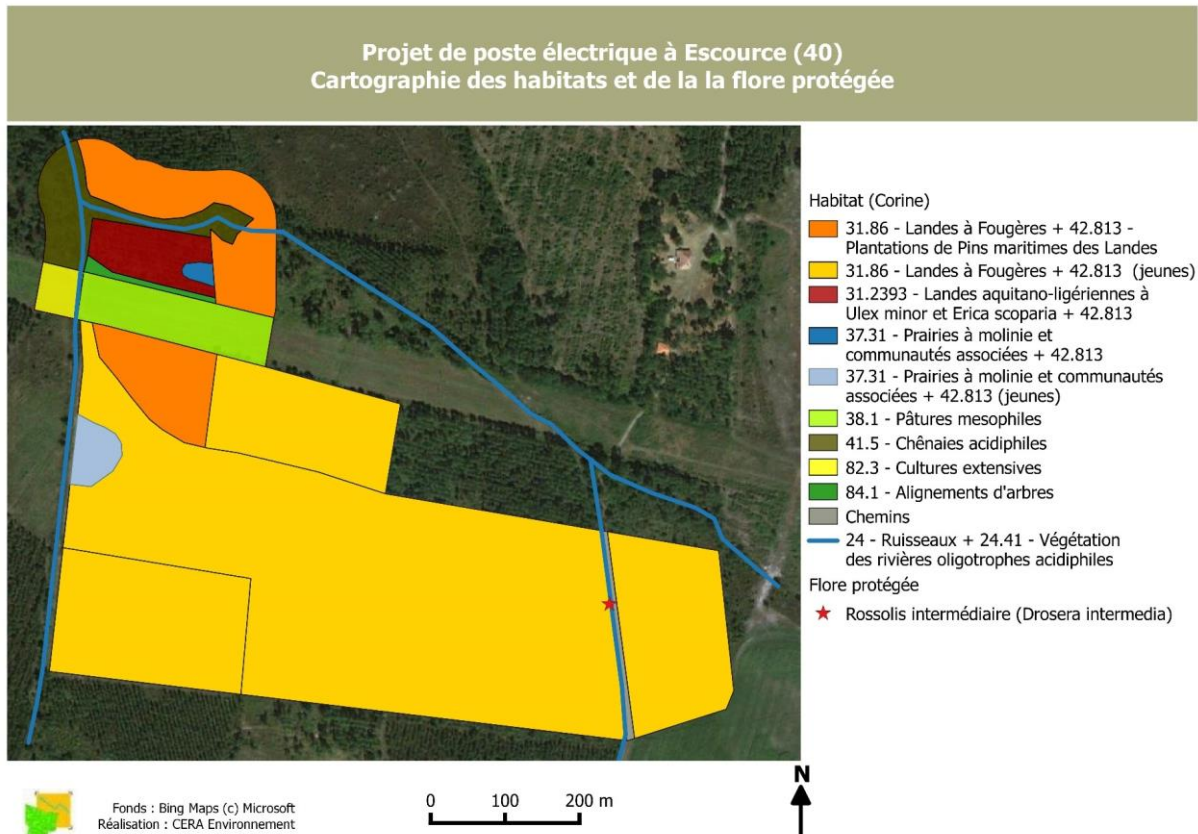 Projet de poste électrique à Escource (40)
Cartographie des habitats et de la la flore protégée
Habitat (Corine)
31.86 - Landes à Fougères + 42.813 -
Plantations de Pins maritimes des Landes
31.86 - Landes à Fougères + 42.813 (jeunes)
31.2393 - Landes aquitano-ligériennes à
Ulex minor et Erica scoparia + 42.813
37.31 - Prairies à molinie et
communautés associées + 42.813
37.31 - Prairies à molinie et communautés
associées + 42.813 (jeunes)
38.1 - Pâtures mesophiles
41.5 - Chênaies acidiphiles
82.3 - Cultures extensives
84.1 - Alignements d'arbres
Chemins
24 - Ruisseaux + 24.41 - Végétation
des rivières oligotrophes acidiphiles
Flore protégée
Rossolis intermédiaire (Drosera intermedia)
Fonds : Bing Maps (c) Microsoft
Réalisation : CERA Environnement
0 100 200 m
N